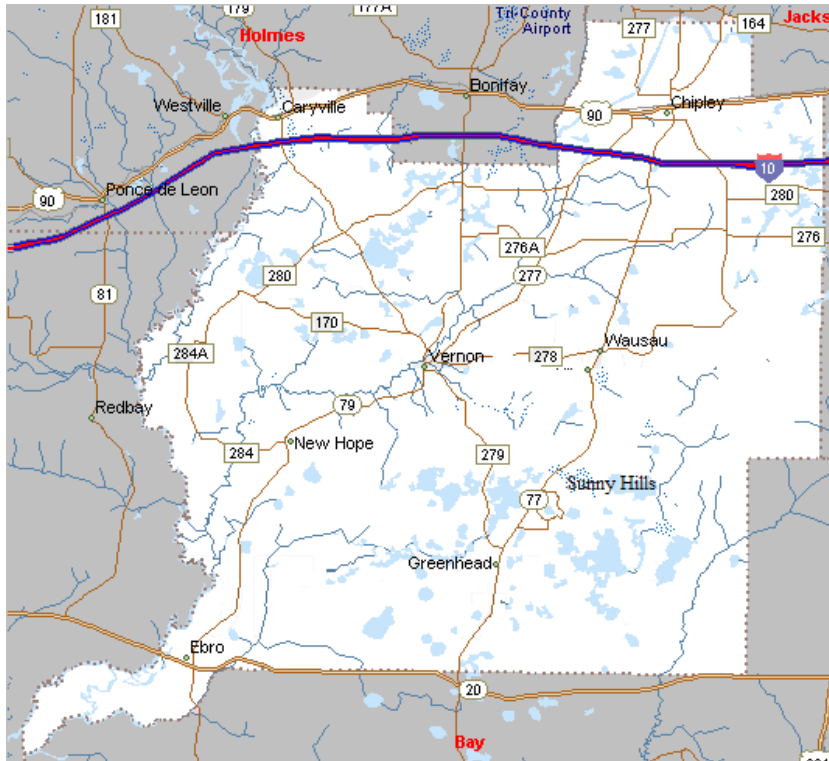 179
177A
Tri-County
Airport
Jacks
181
Holmes
277
164
Bonifay
Westville
Caryville
90
Chipley
10
90
Ponce de Leon
280
276A
276
280
277
81
170
284A
Vernon
278
Wausau
79
Redbay
New Hope
284
279
Sunny Hills
77
Greenhead
Ebro
20
Bay